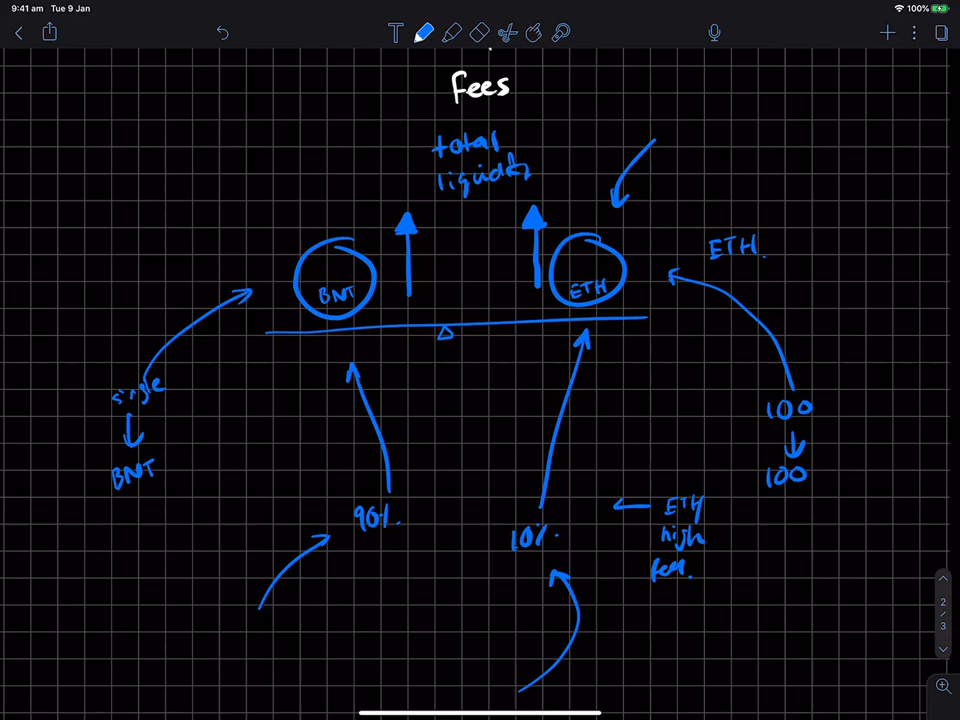 9:41 am Tue 9 Jan
100%
fees
total
liquidity
BNT
ETH
ETH.
single
BNT
100
100
90%.
10%.
ETH
high
fees.
2
/
3